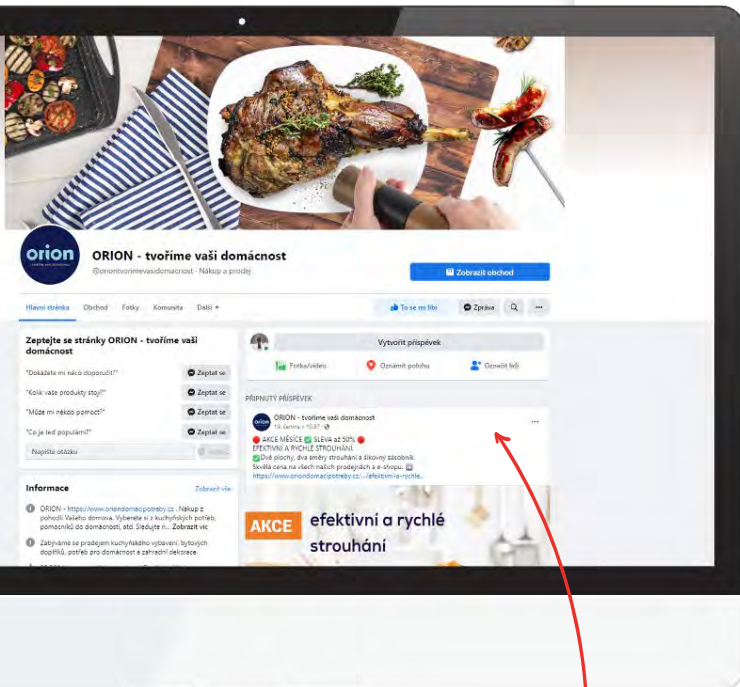 orion
ORION - tvoříme vaši domácnost
@oriontvorimevasidomacnost · Nákup a prodej
Zobrazit obchod
Hlavní stránka Obchod Fotky Komunita Další
To se mi líbí Zpráva
Zeptejte se stránky ORION - tvoříme vaši
domácnost
"Dokážete mi něco doporučit?" Zeptat se
"Kolik vaše produkty stojí?" Zeptat se
"Může mi někdo pomoct?" Zeptat se
"Co je teď populární?" Zeptat se
Napište otázku
Informace Zobrazit vše
ORION - https://www.oriondomacipotreby.cz . Nákup z
pohodlí Vašeho domova. Vyberete si z kuchyňských potřeb,
pomocníků do domácnosti, atd. Sledujte n... Zobrazit víc
Zabýváme se prodejem kuchyňského vybavení, bytových
doplňků, potřeb pro domácnost a zahradní dekorace.
Vytvořit příspěvek
Fotka/video Oznámit polohu Označit lidi
PŘIPNUTÝ PŘÍSPĚVEK
orion
ORION - tvoříme vaši domácnost
AKCE MĚSÍCE SLEVA až 50%
EFEKTIVNÍ A RYCHLÉ STROUHÁNÍ
Dvě plochy, dva směry strouhání a šikovný zásobník.
Skvělá cena na všech našich prodejnách a e-shopu.
https://www.oriondomacipotreby.cz/../efektivni-a-rychle...
AKCE
efektivní a rychlé
strouhání